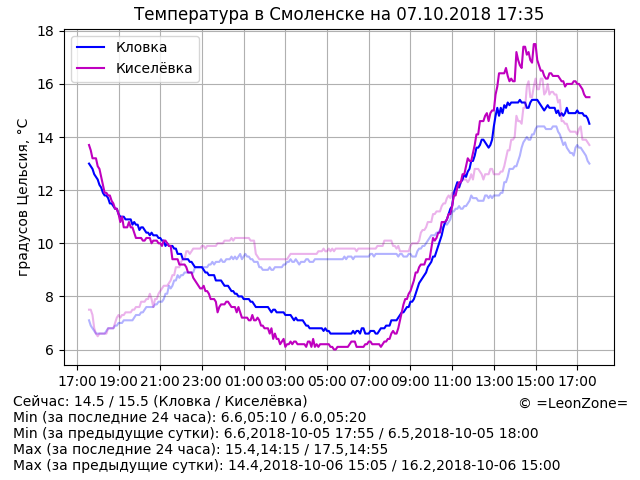 Температура в Смоленске на 07.10.2018 17:35
18
16
14
12
10
8
6
градусов Цельсия, °C
Кловка
Киселёвка
17:00 19:00 21:00 23:00 01:00 03:00 05:00 07:00 09:00 11:00 13:00 15:00 17:00
Сейчас: 14.5 / 15.5 (Кловка / Киселёвка)
© =LeonZone=
Min (за последние 24 часа): 6.6,05:10 / 6.0,05:20
Min (за предыдущие сутки): 6.6,2018-10-05 17:55 / 6.5,2018-10-05 18:00
Max (за последние 24 часа): 15.4,14:15 / 17.5,14:55
Max (за предыдущие сутки): 14.4,2018-10-06 15:05 / 16.2,2018-10-06 15:00